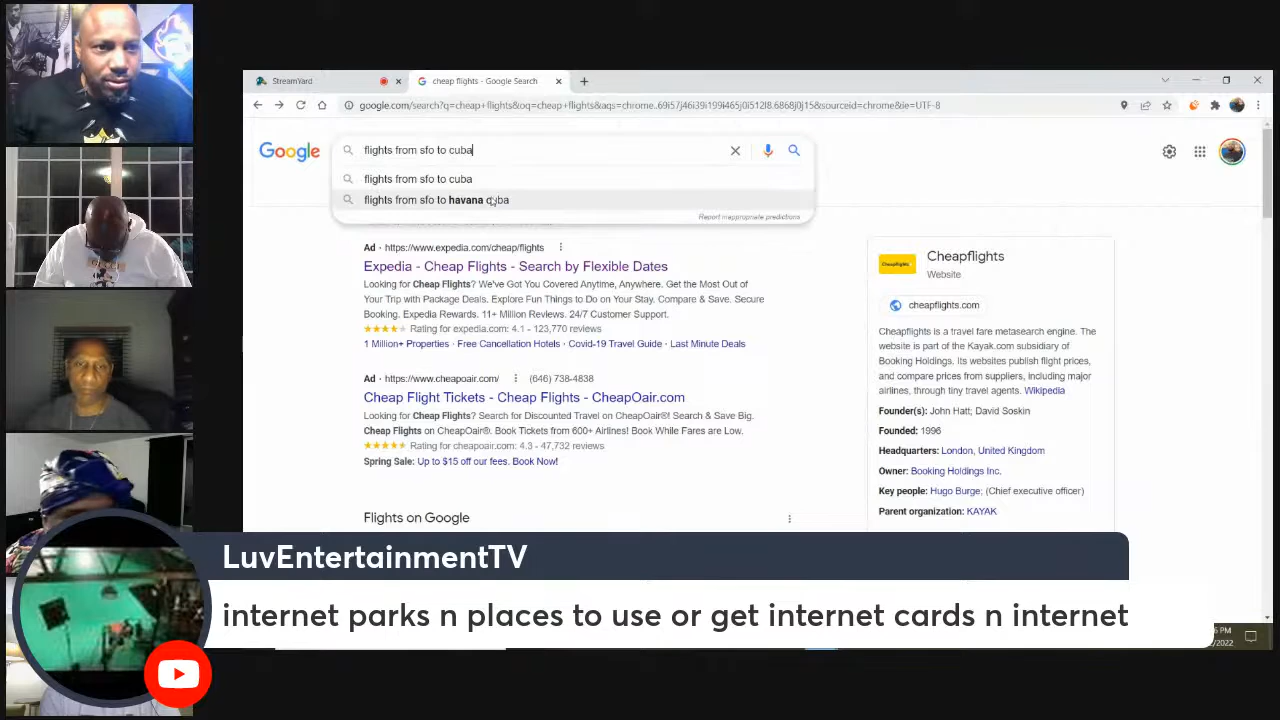 StreamYard
cheap flights - Google Search
google.com/search?q=cheap+flights&oq=cheap+flights&aqs=chrome..69i57j46i39i199i465j0i512l8.6868j0j15&sourceid=chrome&ie=UTF-8
Google
flights from sfo to cuba
flights from sfo to cuba
flights from sfo to havana cuba
Report inappropriate predictions
Ad · https://www.expedia.com/cheap/flights
Expedia - Cheap Flights - Search by Flexible Dates
Looking for Cheap Flights? We've Got You Covered Anytime, Anywhere. Get the Most Out of
Your Trip with Package Deals. Explore Fun Things to Do on Your Stay. Compare & Save. Secure
Booking. Expedia Rewards. 11+ Million Reviews. 24/7 Customer Support.
Rating for expedia.com: 4.1 - 123,770 reviews
1 Million+ Properties · Free Cancellation Hotels · Covid-19 Travel Guide · Last Minute Deals
Ad · https://www.cheapoair.com/ (646) 738-4838
Cheap Flight Tickets - Cheap Flights - CheapOair.com
Looking for Cheap Flights? Search for Discounted Travel on CheapOair®! Search & Save Big.
Cheap Flights on CheapOair®. Book Tickets from 600+ Airlines! Book While Fares are Low.
Rating for cheapoair.com: 4.3 - 47,732 reviews
Spring Sale: Up to $15 off our fees. Book Now!
Flights on Google
Cheapflights
Cheapflights
Website
cheapflights.com
Cheapflights is a travel fare metasearch engine. The
website is part of the Kayak.com subsidiary of
Booking Holdings. Its websites publish flight prices,
and compare prices from suppliers, including major
airlines, through tiny travel agents. Wikipedia
Founder(s): John Hatt; David Soskin
Founded: 1996
Headquarters: London, United Kingdom
Owner: Booking Holdings Inc.
Key people: Hugo Burge; (Chief executive officer)
Parent organization: KAYAK
LuvEntertainmentTV
internet parks n places to use or get internet cards n internet
PM
/2022